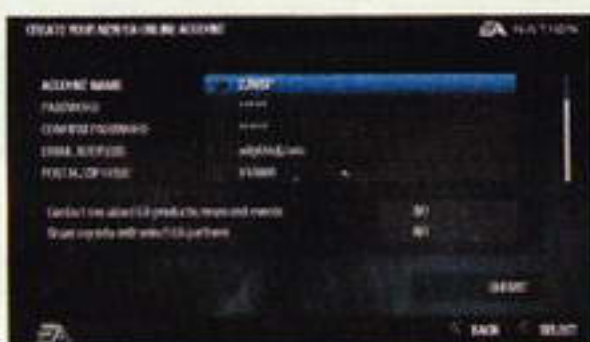 CREATE YOUR NEW EA ONLINE ACCOUNT
EA NATION
ACCOUNT NAME
PASSWORD
CONFIRM PASSWORD
EMAIL ADDRESS
POSTAL/ZIP CODE
Contact me about EA products, news and events
Share my info with select EA partners
SUBMIT
EA
BACK
SELECT